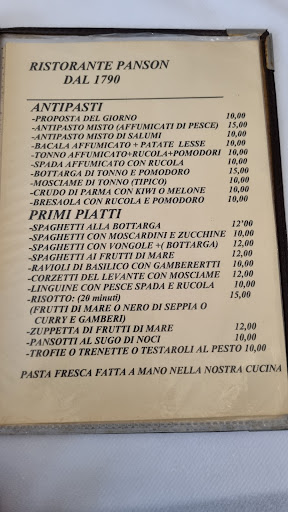 RISTORANTE PANSON
DAL 1790
ANTIPASTI
-PROPOSTA DEL GIORNO 10,00
-ANTIPASTO MISTO (AFFUMICATI DI PESCE) 15,00
-ANTIPASTO MISTO DI SALUMI 10,00
-BACALA AFFUMICATO + PATATE LESSE 10,00
-TONNO AFFUMICATO+RUCOLA+POMODORI 10,00
-SPADA AFFUMICATO CON RUCOLA 10,00
-BOTTARGA DI TONNO E POMODORO 15,00
-MOSCIAME DI TONNO (TIPICO) 10,00
-CRUDO DI PARMA CON KIWI O MELONE 10,00
-BRESAOLA CON RUCOLA E POMODORO 10,00
PRIMI PIATTI
-SPAGHETTI ALLA BOTTARGA 12'00
-SPAGHETTI CON MOSCARDINI E ZUCCHINE 10,00
-SPAGHETTI CON VONGOLE +( BOTTARGA) 12,00
-SPAGHETTI AI FRUTTI DI MARE 12,00
-RAVIOLI DI BASILICO CON GAMBERERTTI 10,00
-CORZETTI DEL LEVANTE CON MOSCIAME 12,00
-LINGUINE CON PESCE SPADA E RUCOLA 10,00
-RISOTTO: (20 minuti) 15,00
(FRUTTI DI MARE O NERO DI SEPPIA O
CURRY E GAMBERI)
-ZUPPETTA DI FRUTTI DI MARE 12,00
-PANSOTTI AL SUGO DI NOCI 10,00
-TROFIE O TRENETTE O TESTAROLI AL PESTO 10,00
PASTA FRESCA FATTA A MANO NELLA NOSTRA CUCINA